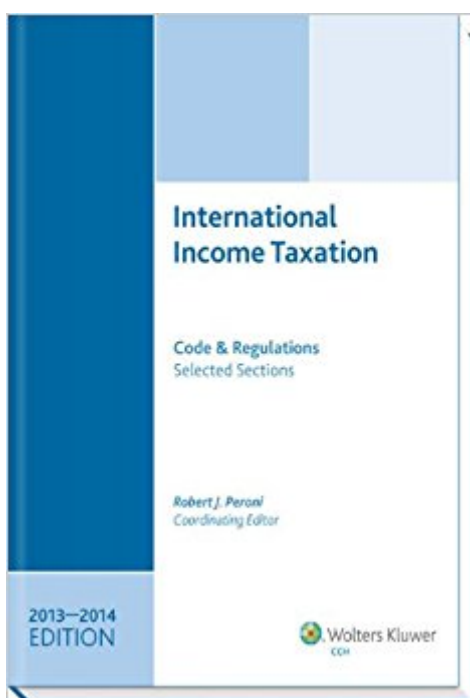 International
Income Taxation
Code & Regulations
Selected Sections
Robert J. Peroni
Coordinating Editor
2013—2014
EDITION
Wolters Kluwer
CCH